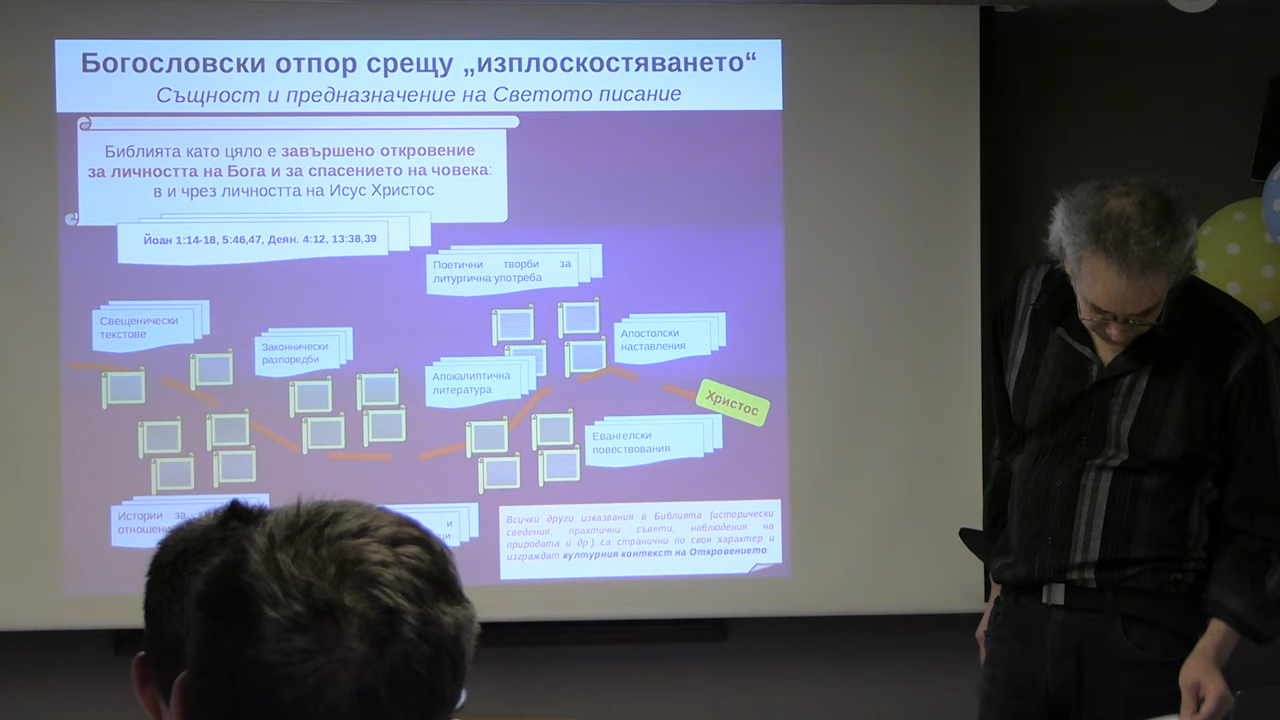 Богословски отпор срещу „изплоскостяването“
Същност и предназначение на Светото писание
Библията като цяло е завършено откровение
за личността на Бога и за спасението на човека:
в и чрез личността на Исус Христос
Йоан 1:14-18, 5:46,47, Деян. 4:12, 13:38,39
Поетични творби за
литургична употреба
Свещенически
текстове
Законнически
разпоредби
Апостолски
наставления
Апокалиптична
литература
Христос
Евангелски
повествования
Истории за
отношени
и
Всички други изказвания в Библията (исторически
сведения, практични съвети, наблюдения на
природата и др.) са странични по своя характер и
изграждат културния контекст на Откровението.